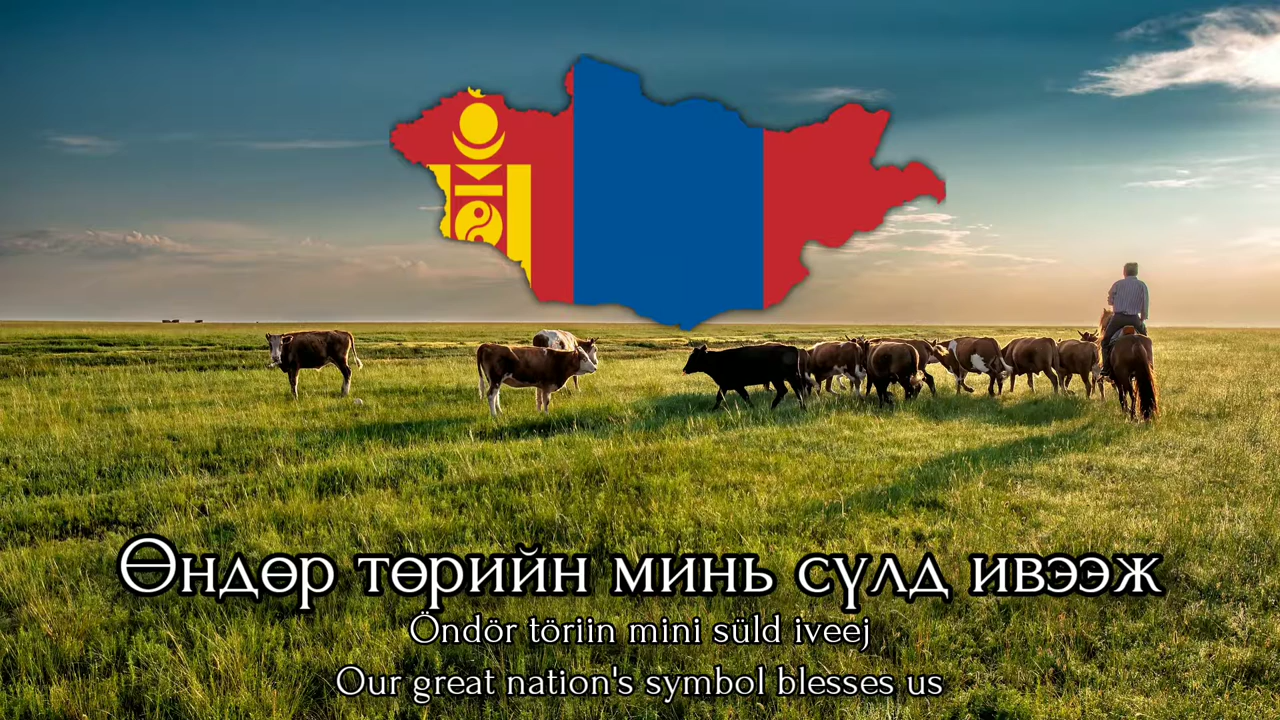 Өндөр төрийн минь сүлд ивээж
Öndör töriin mini süld iveej
Our great nation's symbol blesses us